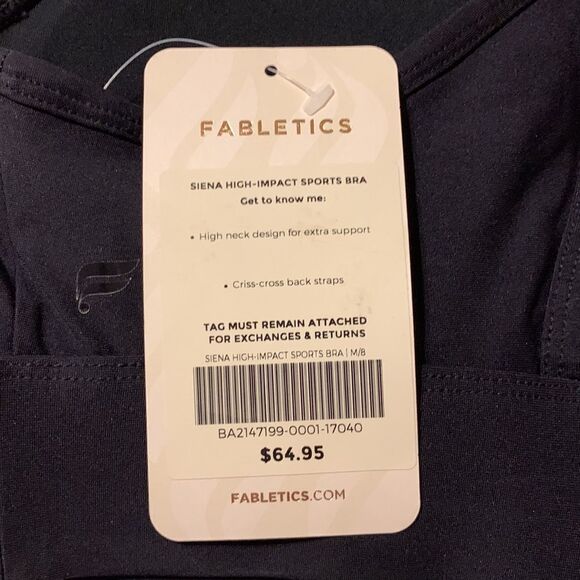 FABLETICS
SIENA HIGH-IMPACT SPORTS BRA
Get to know me:
• High neck design for extra support
• Criss-cross back straps
TAG MUST REMAIN ATTACHED
FOR EXCHANGES & RETURNS
SIENA HIGH-IMPACT SPORTS BRA | M/8
BA2147199-0001-17040
$64.95
FABLETICS.COM